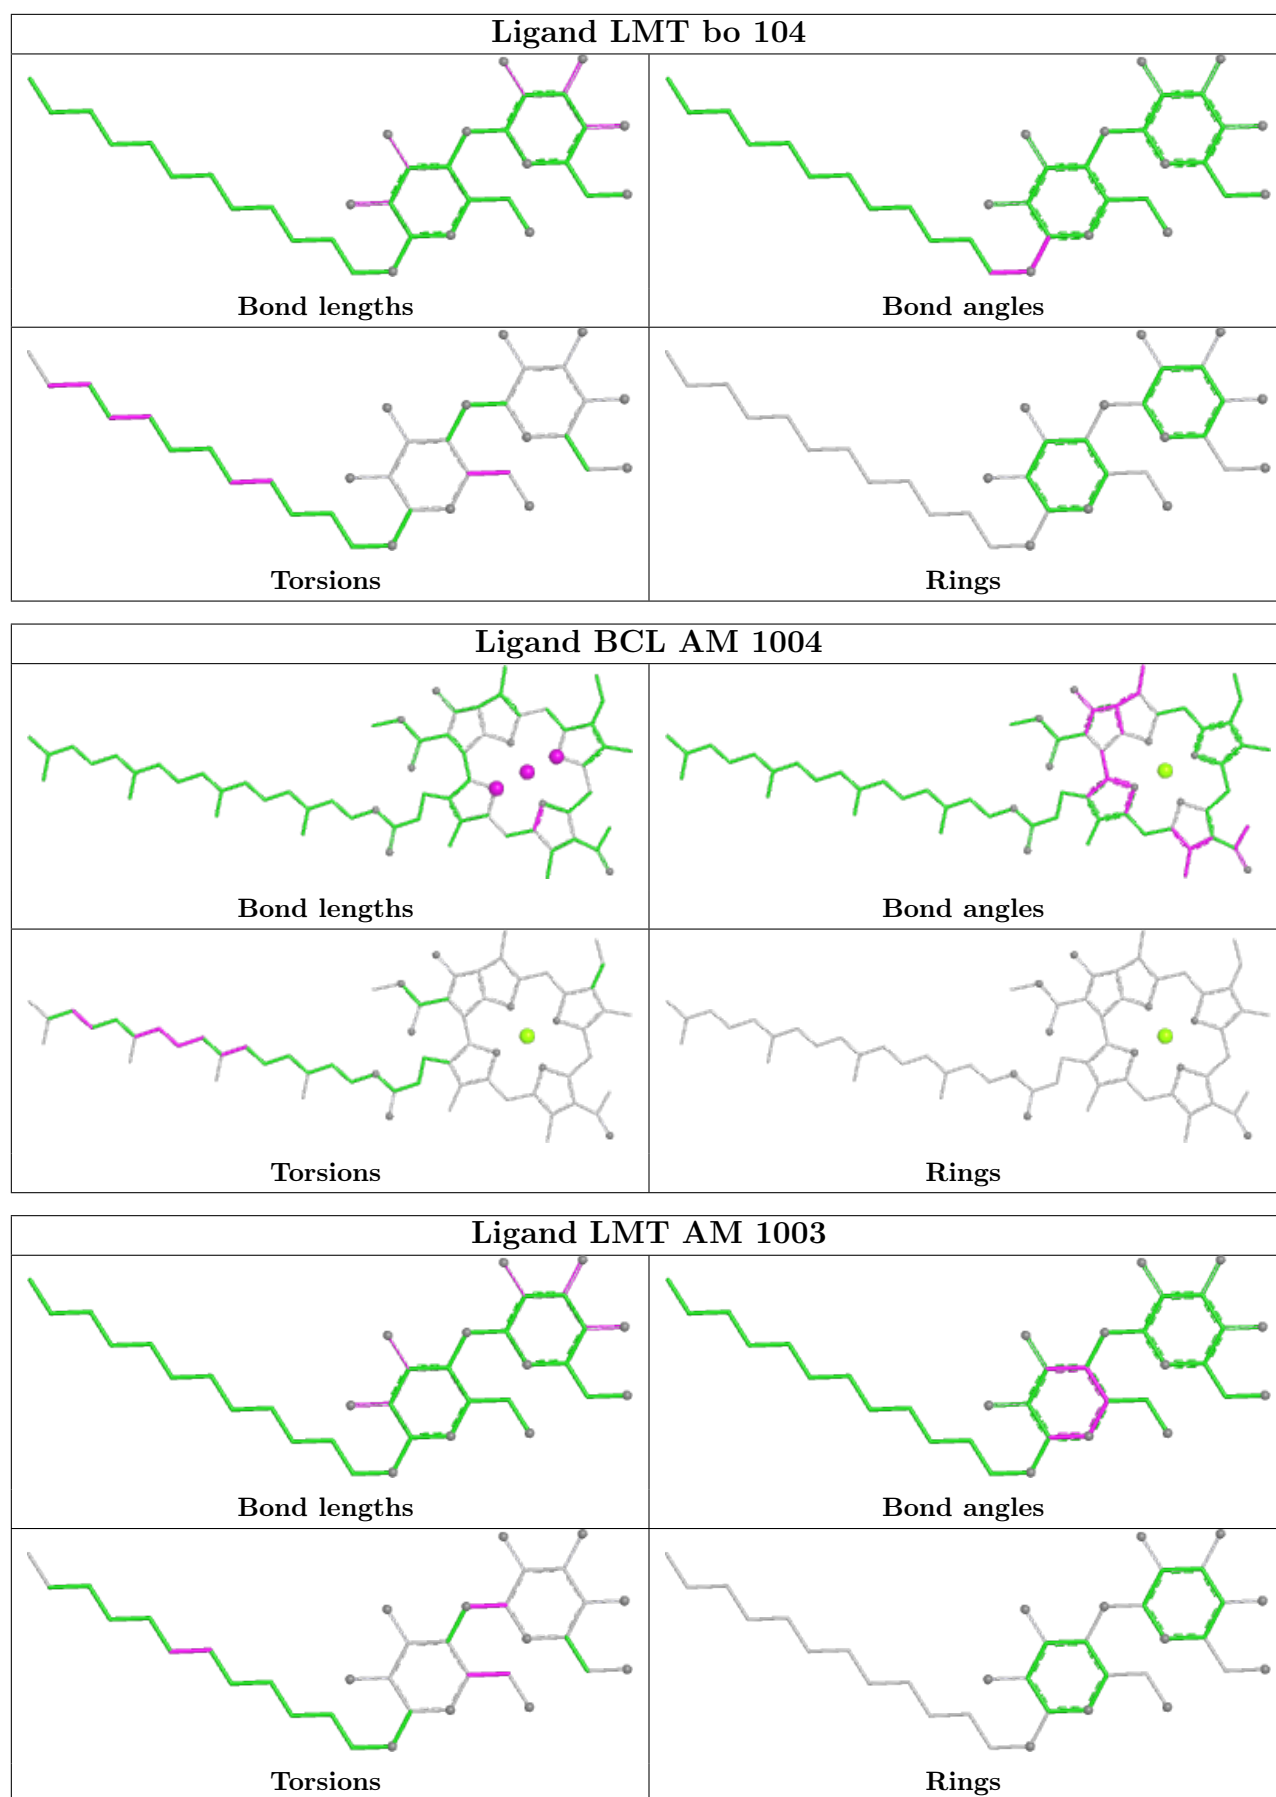 Ligand LMT bo 104
Bond lengths
Bond angles
Torsions
Rings
Ligand BCL AM 1004
Bond lengths
Bond angles
Torsions
Rings
Ligand LMT AM 1003
Bond lengths
Bond angles
Torsions
Rings